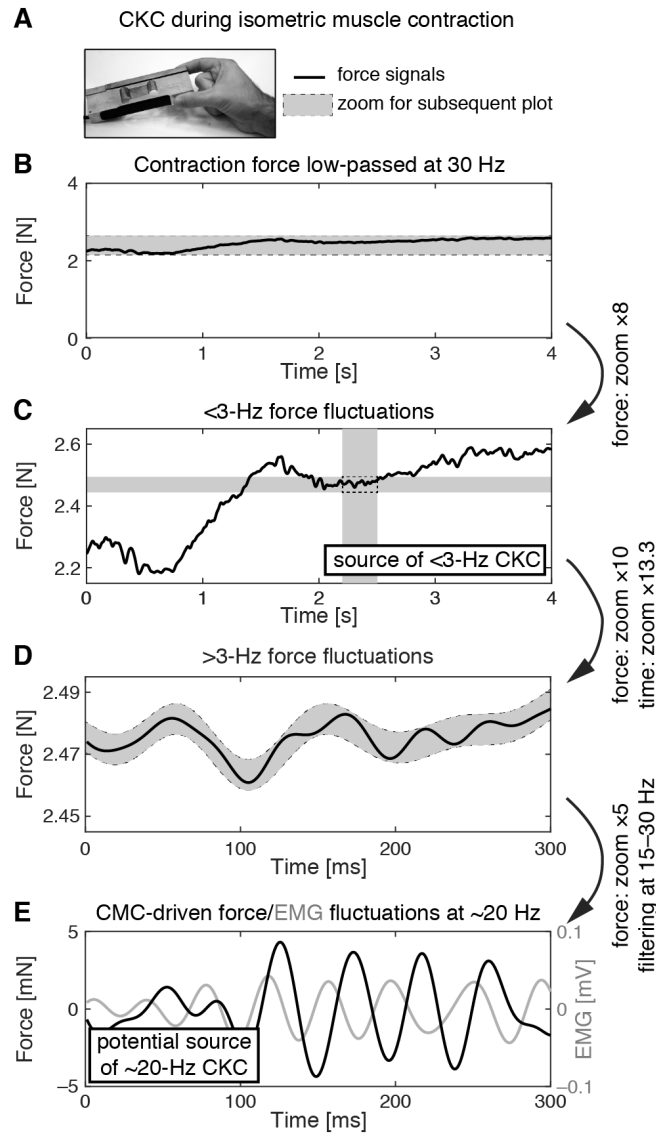 A
CKC during isometric muscle contraction
force signals
zoom for subsequent plot
B
Contraction force low-passed at 30 Hz
Force [N]
4
2
0
0 1 2 3 4
Time [s]
force: zoom ×8
C
<3-Hz force fluctuations
Force [N]
2.6
2.4
2.2
source of <3-Hz CKC
0 1 2 3 4
Time [s]
force: zoom ×10
time: zoom ×13.3
D
>3-Hz force fluctuations
Force [N]
2.49
2.47
2.45
0 100 200 300
Time [ms]
force: zoom ×5
filtering at 15–30 Hz
E
CMC-driven force/EMG fluctuations at ~20 Hz
Force [mN]
5
0
–5
potential source
of ~20-Hz CKC
0.1
0
–0.1
EMG [mV]
0 100 200 300
Time [ms]